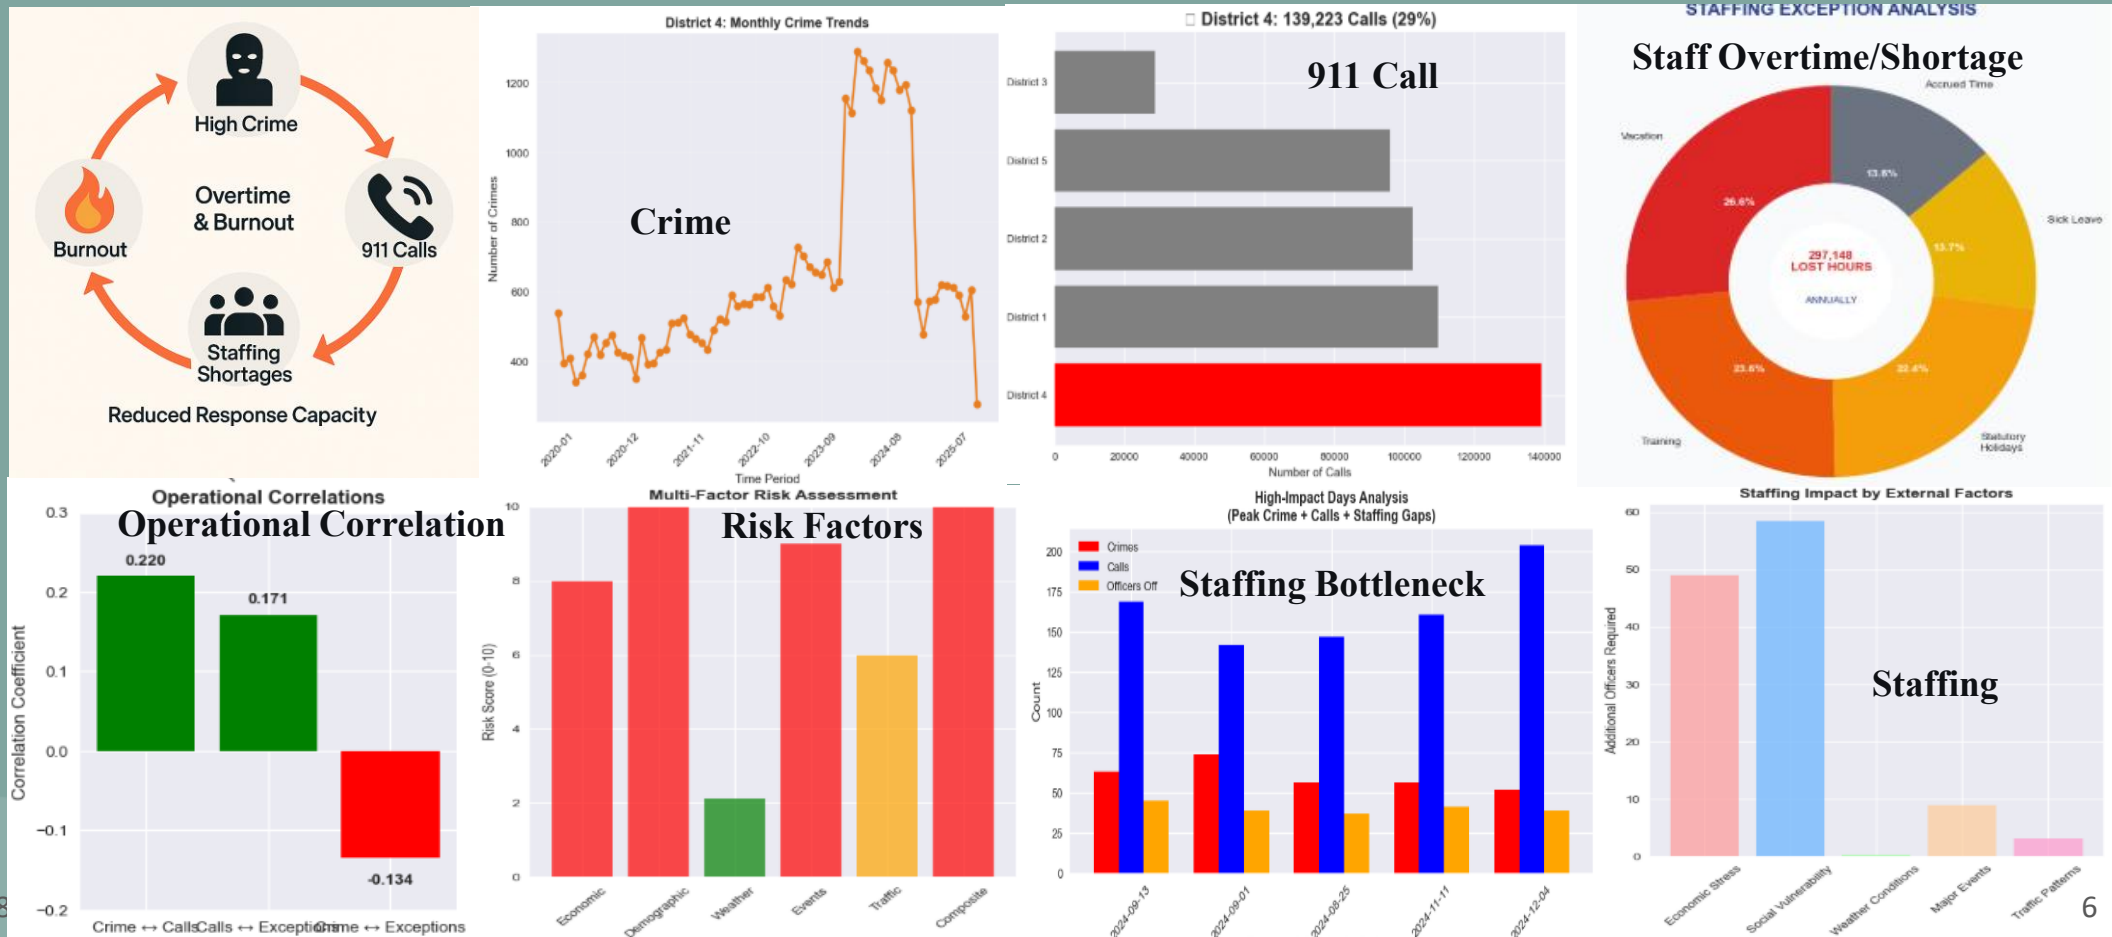 High Crime
Overtime
& Burnout
Burnout
911 Calls
Staffing
Shortages
Reduced Response Capacity
District 4: Monthly Crime Trends
Crime
Number of Crimes
1200
1000
800
600
400
2020-01
2020-12
2021-11
2022-10
2023-09
2024-08
2025-07
Time Period
District 4: 139,223 Calls (29%)
911 Call
District 3
District 5
District 2
District 1
District 4
0
20000
40000
60000
80000
100000
120000
140000
Number of Calls
STAFFING EXCEPTION ANALYSIS
Staff Overtime/Shortage
Accrued Time
Vacation
13.8%
26.6%
Sick Leave
13.7%
297,148
LOST HOURS
ANNUALLY
23.6%
22.4%
Training
Statutory
Holidays
Operational Correlations
Operational Correlation
Correlation Coefficient
0.3
0.2
0.1
0.0
−0.1
−0.2
0.220
0.171
-0.134
Crime ↔ Calls
Calls ↔ Exceptions
Crime ↔ Exceptions
Multi-Factor Risk Assessment
Risk Factors
Risk Score (0-10)
10
8
6
4
2
0
Economic
Demographic
Weather
Events
Traffic
Composite
High-Impact Days Analysis
(Peak Crime + Calls + Staffing Gaps)
Crimes
Calls
Officers Off
Staffing Bottleneck
Count
200
175
150
125
100
75
50
25
0
2024-09-13
2024-09-01
2024-08-25
2024-11-11
2024-12-04
Staffing Impact by External Factors
Staffing
Additional Officers Required
60
50
40
30
20
10
0
Economic Stress
Social Vulnerability
Weather Conditions
Major Events
Traffic Patterns
6